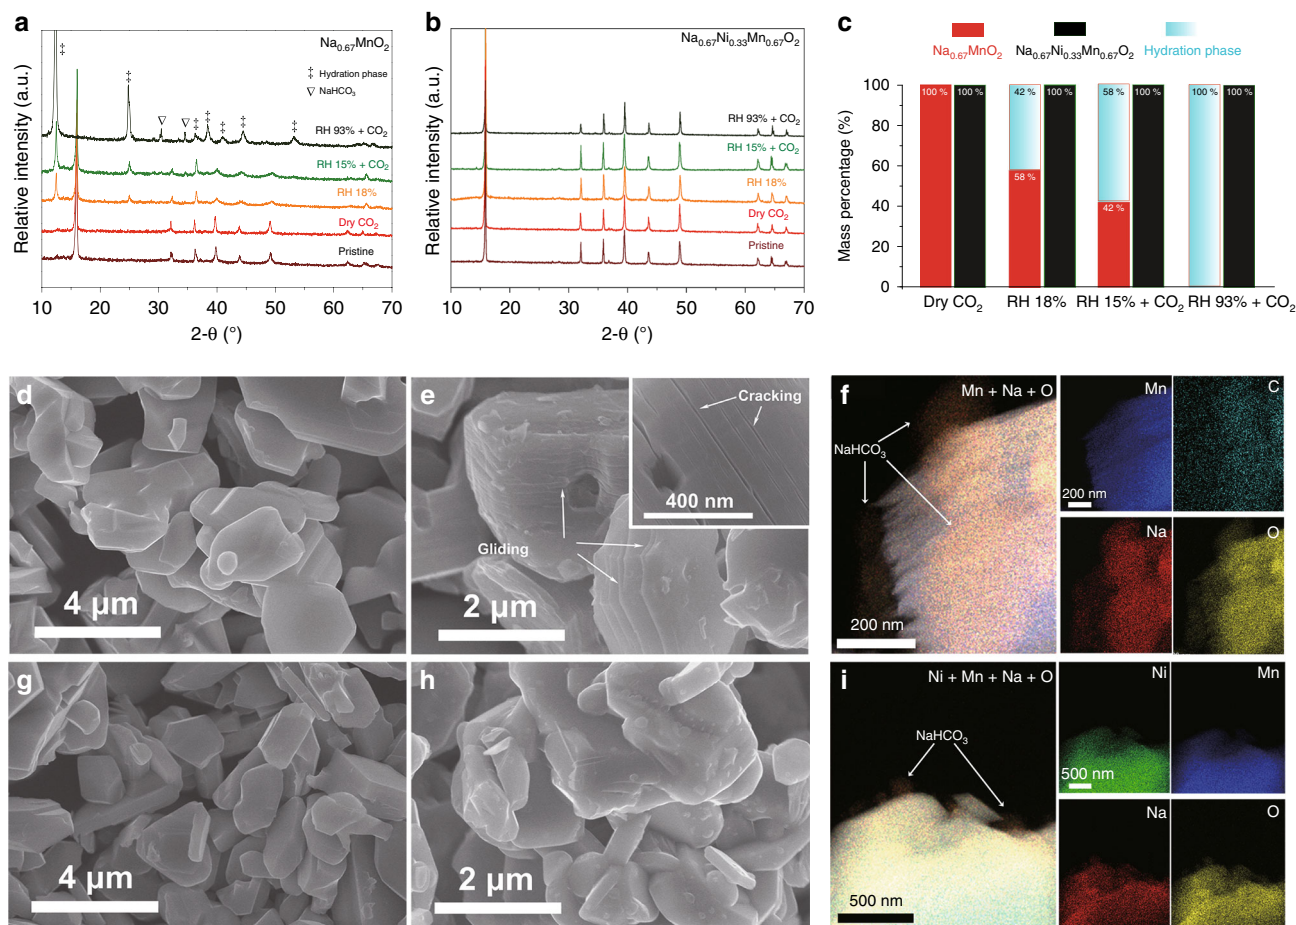 a
Na0.67MnO2
‡
‡
‡ Hydration phase
▽ NaHCO3
▽
▽
‡
‡
‡
‡
‡
RH 93% + CO2
RH 15% + CO2
RH 18%
Dry CO2
Pristine
Relative intensity (a.u.)
10 20 30 40 50 60 70
2-θ (°)
b
Na0.67Ni0.33Mn0.67O2
RH 93% + CO2
RH 15% + CO2
RH 18%
Dry CO2
Pristine
Relative intensity (a.u.)
10 20 30 40 50 60 70
2-θ (°)
c
Na0.67MnO2 Na0.67Ni0.33Mn0.67O2 Hydration phase
Mass percentage (%)
100
80
60
40
20
0
100 % 100 % 42 % 100 % 58 % 100 % 100 % 100 %
58 %
42 %
Dry CO2 RH 18% RH 15% + CO2 RH 93% + CO2
d
4 μm
e
Cracking
400 nm
Gliding
2 μm
f
Mn + Na + O
NaHCO3
200 nm
Mn
200 nm
C
Na
O
g
4 μm
h
2 μm
i
Ni + Mn + Na + O
NaHCO3
500 nm
Ni
500 nm
Mn
Na
O